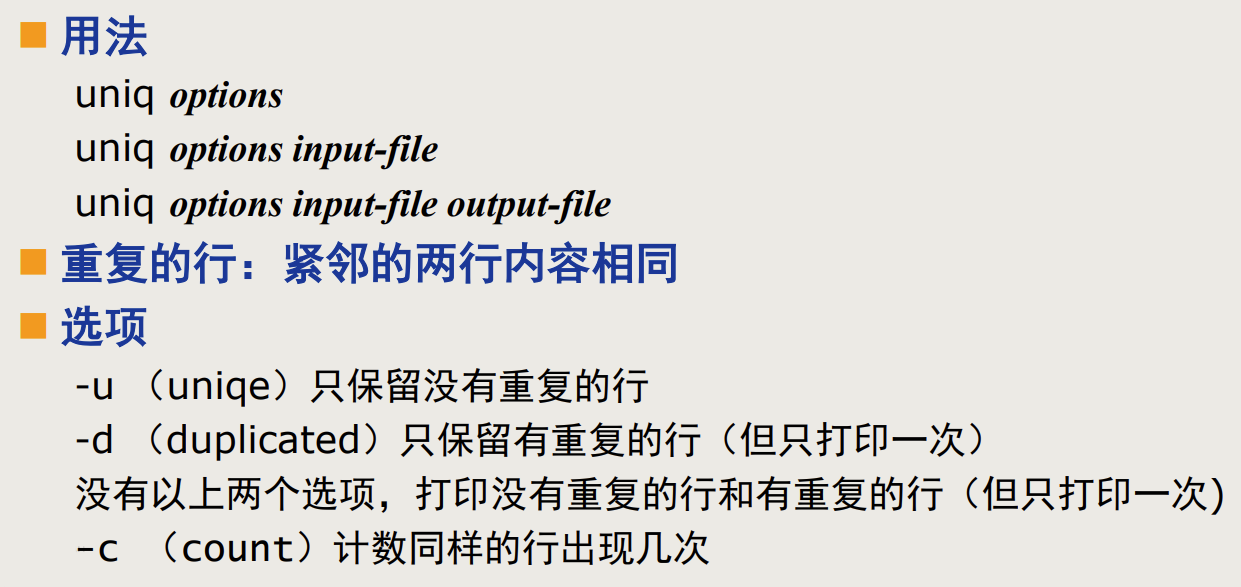 用法
uniq options
uniq options input-file
uniq options input-file output-file
重复的行：紧邻的两行内容相同
选项
-u （uniqe）只保留没有重复的行
-d （duplicated）只保留有重复的行（但只打印一次）
没有以上两个选项，打印没有重复的行和有重复的行（但只打印一次)
-c （count）计数同样的行出现几次